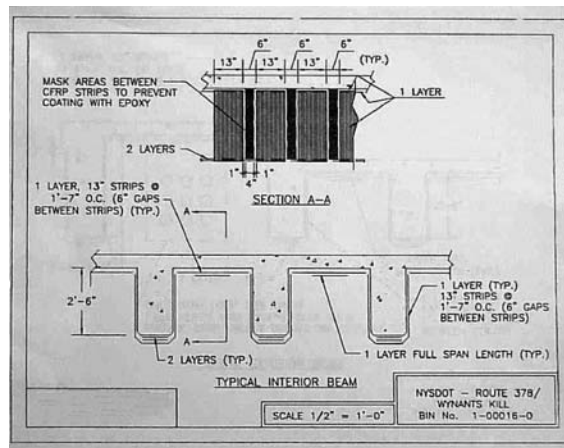 6" 6" 6"
13" 13" 13" (TYP.)
MASK AREAS BETWEEN
CFRP STRIPS TO PREVENT
COATING WITH EPOXY
1 LAYER
2 LAYERS
1" 1"
4"
SECTION A-A
1 LAYER, 13" STRIPS @
1'-7" O.C. (6" GAPS
BETWEEN STRIPS) (TYP.)
A
2'-6"
1 LAYER (TYP.)
13" STRIPS @
1'-7" O.C. (6" GAPS
BETWEEN STRIPS)
A
2 LAYERS (TYP.)
1 LAYER FULL SPAN LENGTH (TYP.)
TYPICAL INTERIOR BEAM
SCALE 1/2" = 1'-0"
NYSDOT - ROUTE 378/
WYNANTS KILL
BIN No. 1-00016-0